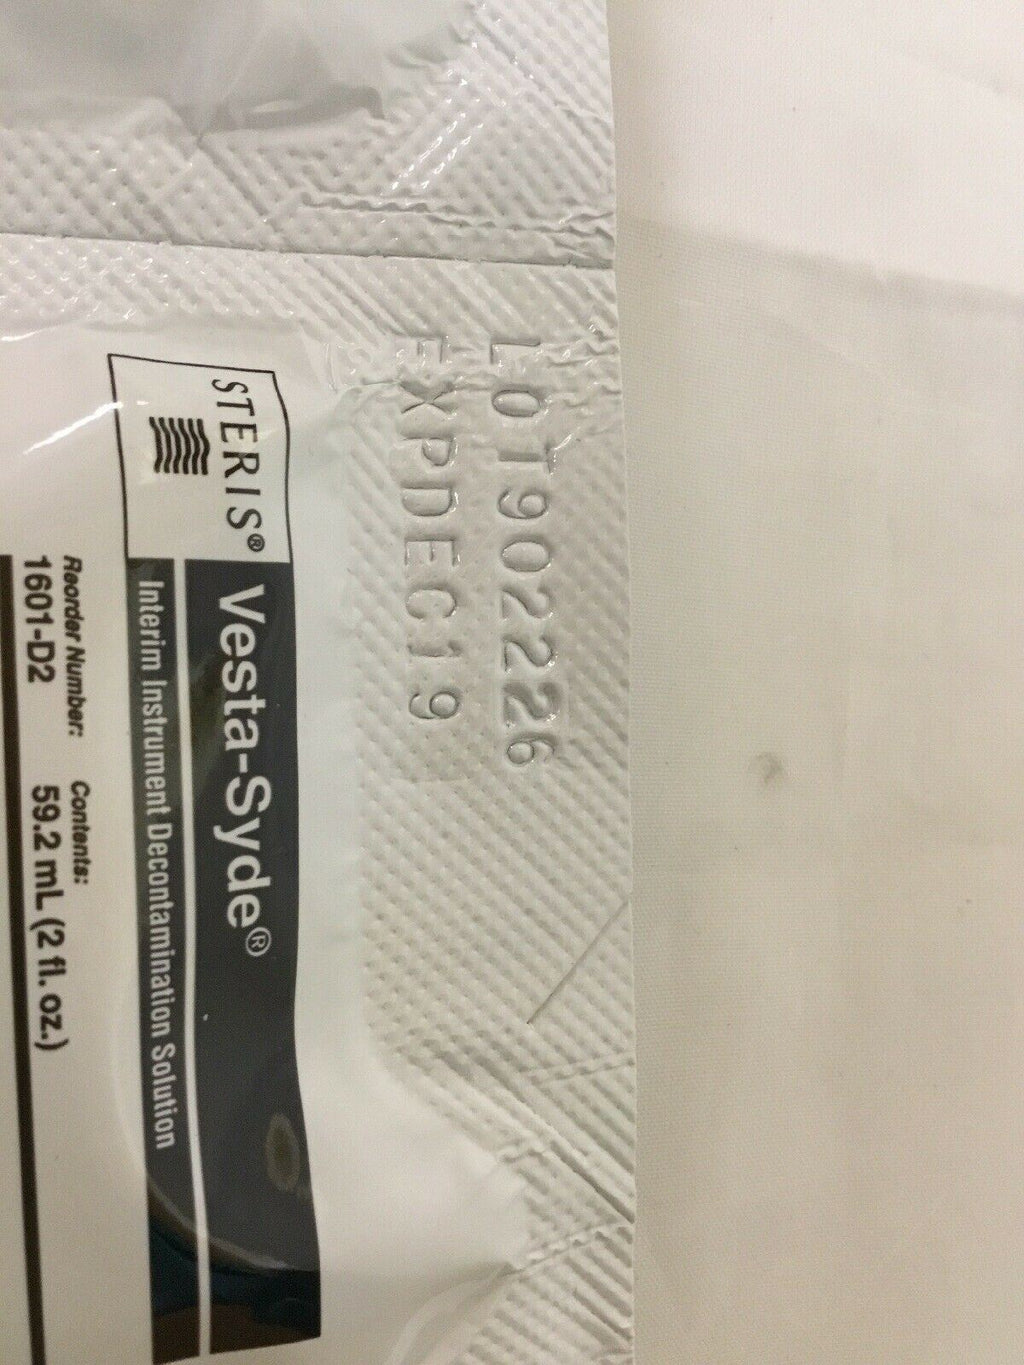 LOT902226
EXPDEC19
STERIS®
Vesta-Syde®
Interim Instrument Decontamination Solution
Reorder Number:
1601-D2
Contents:
59.2 mL (2 fl. oz.)